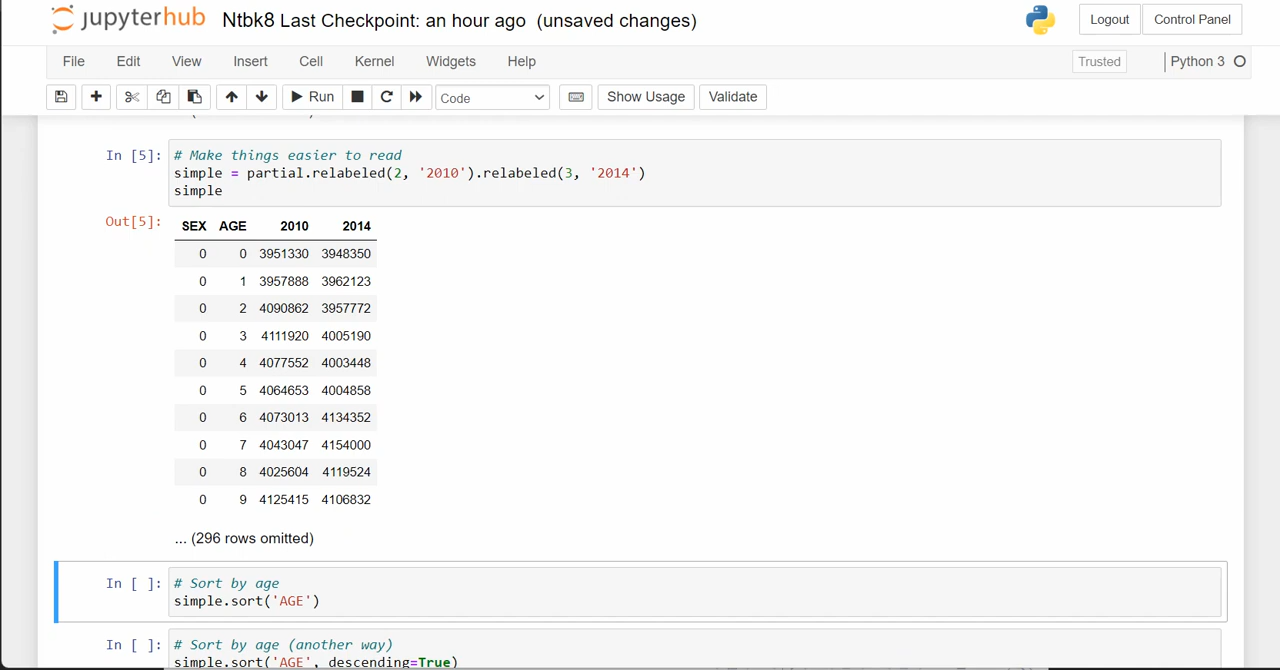 jupyterhub Ntbk8 Last Checkpoint: an hour ago (unsaved changes) Logout Control Panel
File Edit View Insert Cell Kernel Widgets Help Trusted Python 3
Run Code Show Usage Validate
In [5]: # Make things easier to read
simple = partial.relabeled(2, '2010').relabeled(3, '2014')
simple
Out[5]:
SEX AGE 2010 2014
0 0 3951330 3948350
0 1 3957888 3962123
0 2 4090862 3957772
0 3 4111920 4005190
0 4 4077552 4003448
0 5 4064653 4004858
0 6 4073013 4134352
0 7 4043047 4154000
0 8 4025604 4119524
0 9 4125415 4106832
... (296 rows omitted)
In [ ]: # Sort by age
simple.sort('AGE')
In [ ]: # Sort by age (another way)
simple.sort('AGE', descending=True)